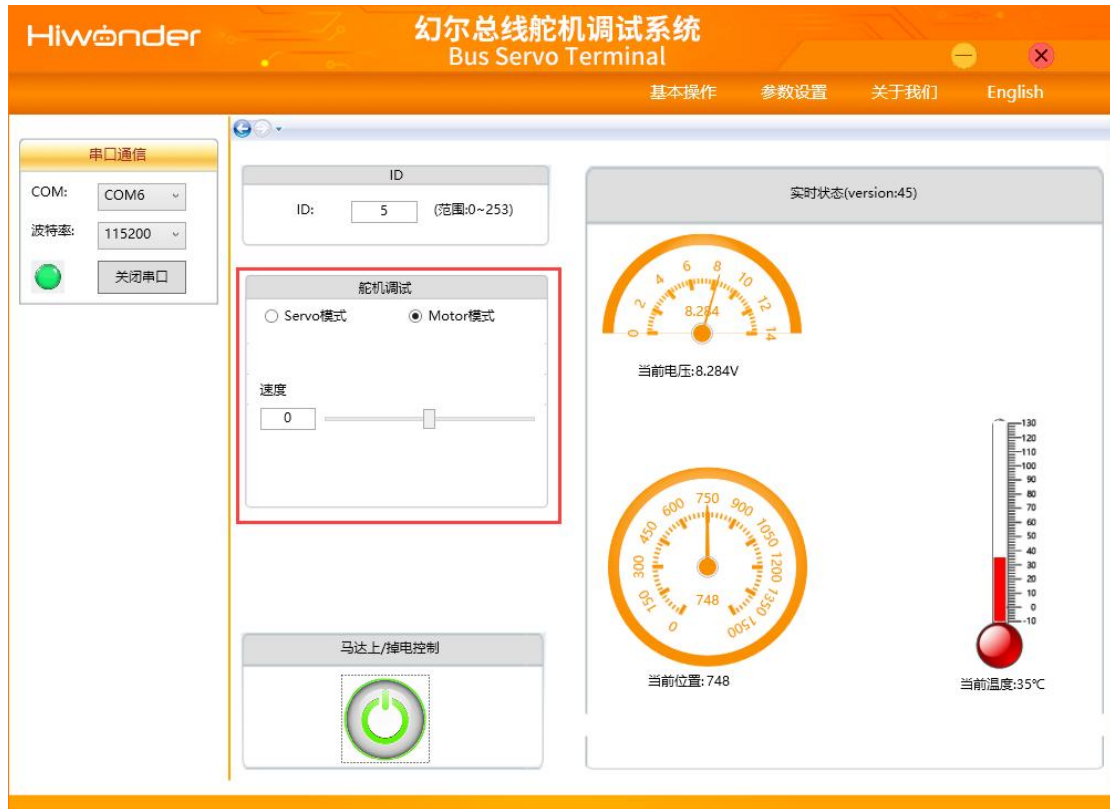 Hiwonder
幻尔总线舵机调试系统
Bus Servo Terminal
基本操作 参数设置 关于我们 English
串口通信
COM: COM6
波特率: 115200
关闭串口
ID
ID: 5 (范围:0~253)
舵机调试
Servo模式 Motor模式
速度
0
马达上/掉电控制
实时状态(version:45)
0 2 4 6 8 10 12 14
8.284
当前电压:8.284V
0 150 300 450 600 750 900 1050 1200 1350 1500
748
当前位置:748
130
120
110
100
90
80
70
60
50
40
30
20
10
0
-10
当前温度:35℃